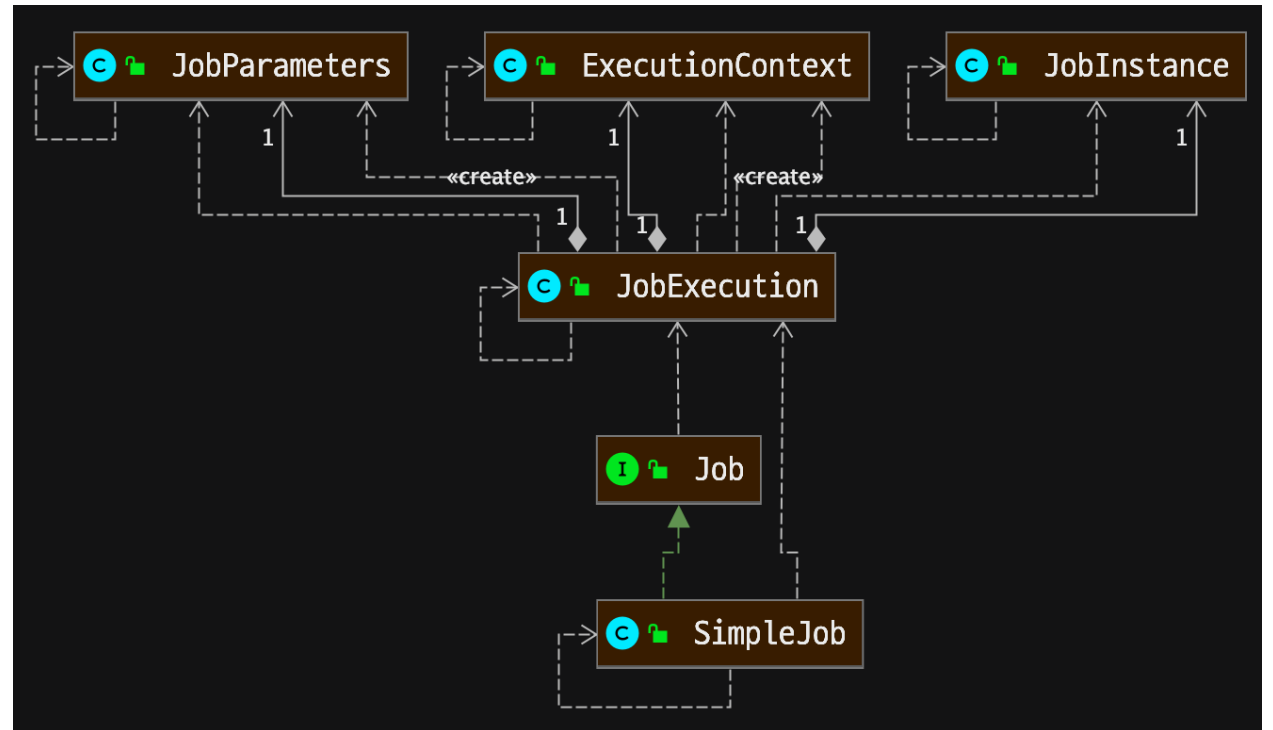 C JobParameters
C ExecutionContext
C JobInstance
1
1
1
«create»
«create»
1
1
1
C JobExecution
I Job
C SimpleJob